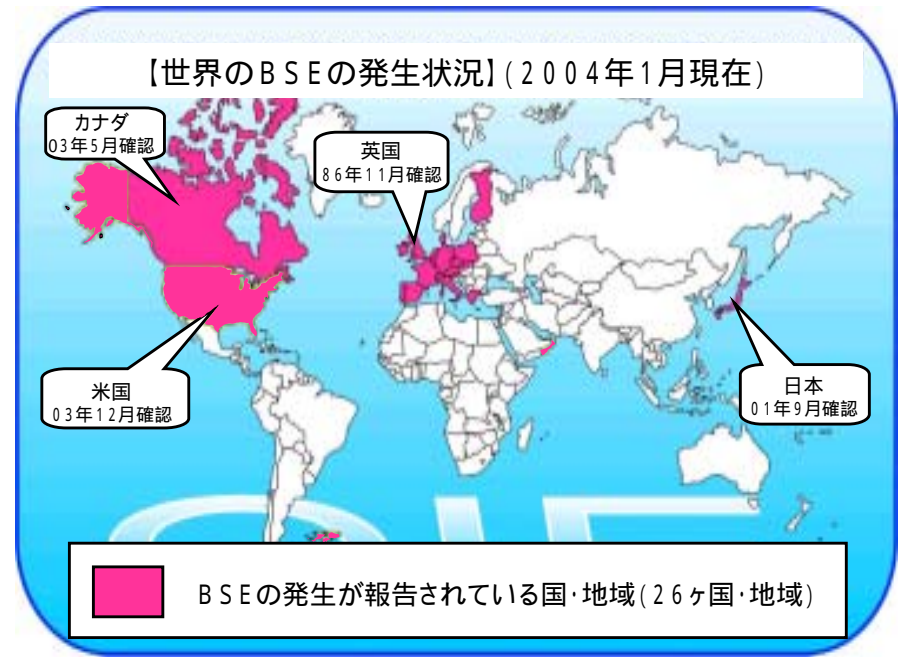 【世界のBSEの発生状況】(2004年1月現在)
カナダ
03年5月確認
英国
86年11月確認
米国
03年12月確認
日本
01年9月確認
OIE
BSEの発生が報告されている国・地域(26ヶ国・地域)